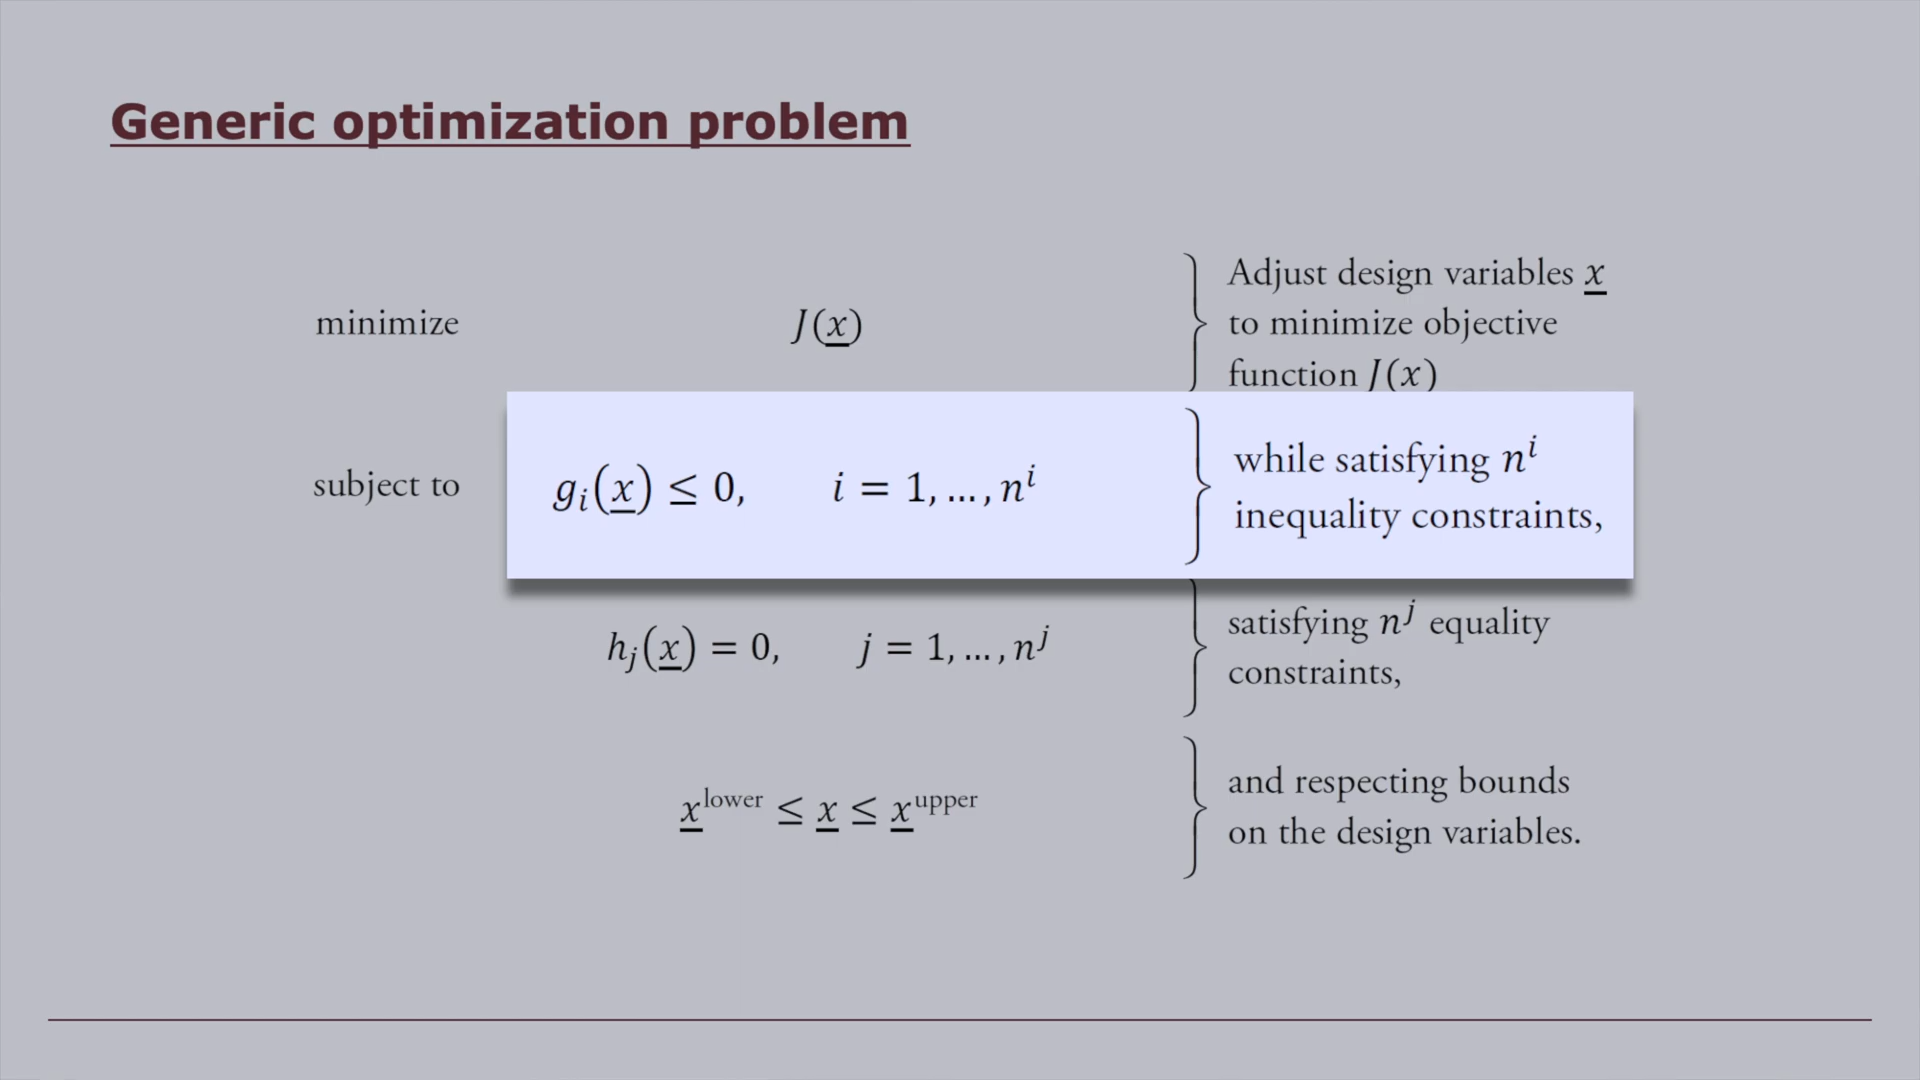 Generic optimization problem
minimize J(x) Adjust design variables x
to minimize objective
function J(x)
subject to gᵢ(x) ≤ 0, i = 1, ..., nⁱ while satisfying nⁱ
inequality constraints,
hⱼ(x) = 0, j = 1, ..., nʲ satisfying nʲ equality
constraints,
x^lower ≤ x ≤ x^upper and respecting bounds
on the design variables.